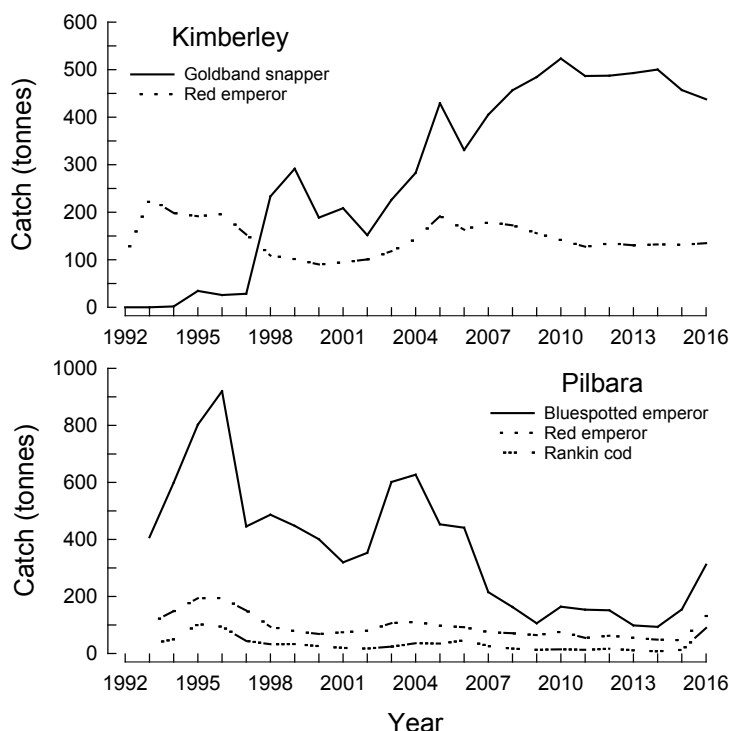 Kimberley
Goldband snapper
Red emperor
Catch (tonnes)
600
500
400
300
200
100
0
1992 1995 1998 2001 2004 2007 2010 2013 2016
Pilbara
Bluespotted emperor
Red emperor
Rankin cod
Catch (tonnes)
1000
800
600
400
200
0
1992 1995 1998 2001 2004 2007 2010 2013 2016
Year